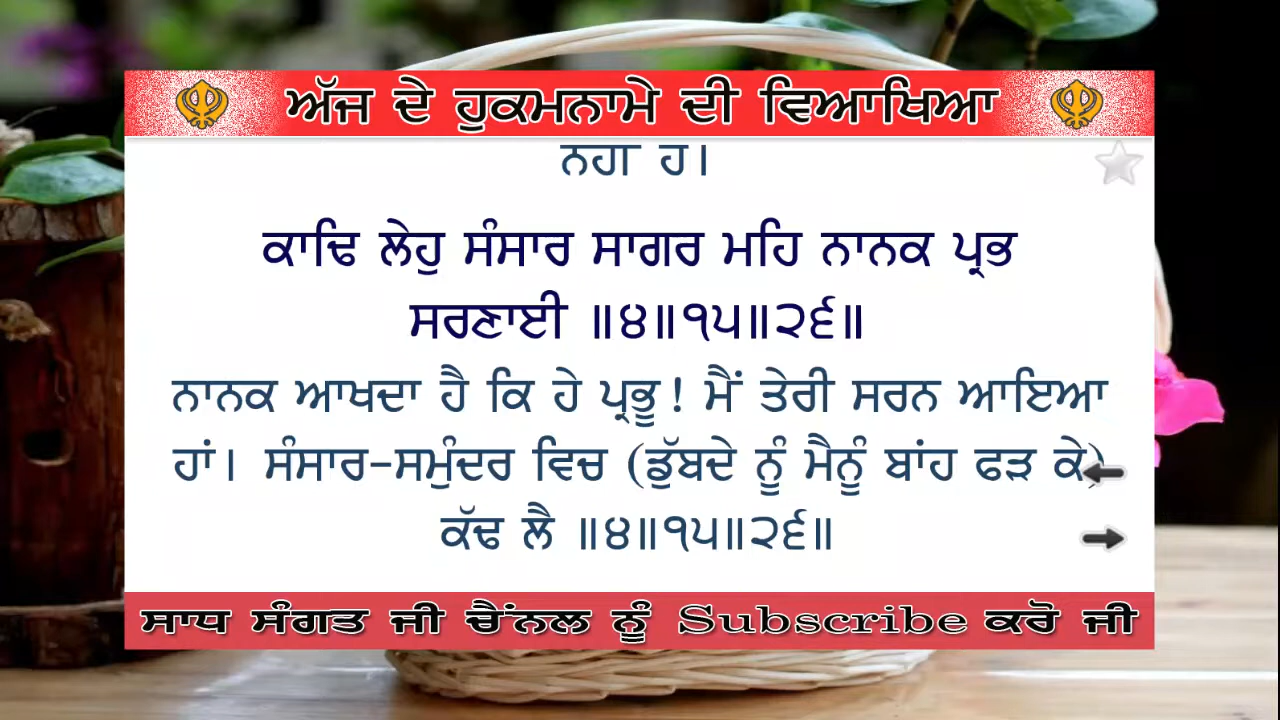 ਅੱਜ ਦੇ ਹੁਕਮਨਾਮੇ ਦੀ ਵਿਆਖਿਆ
ਕਾਢਿ ਲੇਹੁ ਸੰਸਾਰ ਸਾਗਰ ਮਹਿ ਨਾਨਕ ਪ੍ਰਭ
ਸਰਣਾਈ ॥੪॥੧੫॥੨੬॥
ਨਾਨਕ ਆਖਦਾ ਹੈ ਕਿ ਹੇ ਪ੍ਰਭੂ! ਮੈਂ ਤੇਰੀ ਸਰਨ ਆਇਆ
ਹਾਂ। ਸੰਸਾਰ-ਸਮੁੰਦਰ ਵਿਚ (ਡੁੱਬਦੇ ਨੂੰ ਮੈਨੂੰ ਬਾਂਹ ਫੜ ਕੇ)
ਕੱਢ ਲੈ ॥੪॥੧੫॥੨੬॥
ਸਾਧ ਸੰਗਤ ਜੀ ਚੈਂਨਲ ਨੂੰ Subscribe ਕਰੋ ਜੀ